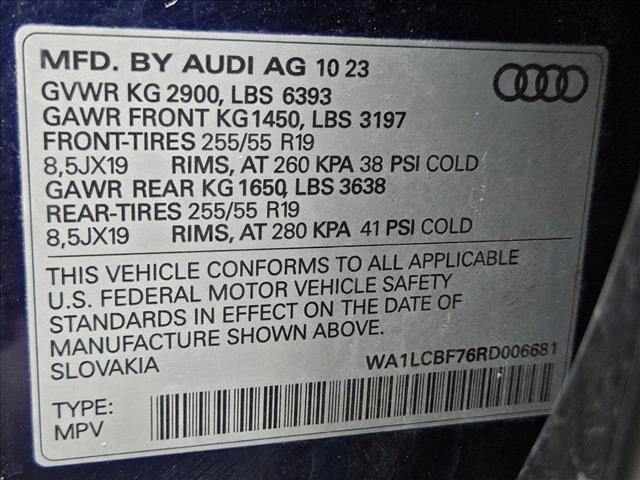 MFD. BY AUDI AG 10 23
GVWR KG 2900, LBS 6393
GAWR FRONT KG 1450, LBS 3197
FRONT-TIRES 255/55 R19
8,5JX19 RIMS, AT 260 KPA 38 PSI COLD
GAWR REAR KG 1650, LBS 3638
REAR-TIRES 255/55 R19
8,5JX19 RIMS, AT 280 KPA 41 PSI COLD
THIS VEHICLE CONFORMS TO ALL APPLICABLE
U.S. FEDERAL MOTOR VEHICLE SAFETY
STANDARDS IN EFFECT ON THE DATE OF
MANUFACTURE SHOWN ABOVE.
SLOVAKIA WA1LCBF76RD006681
TYPE:
MPV